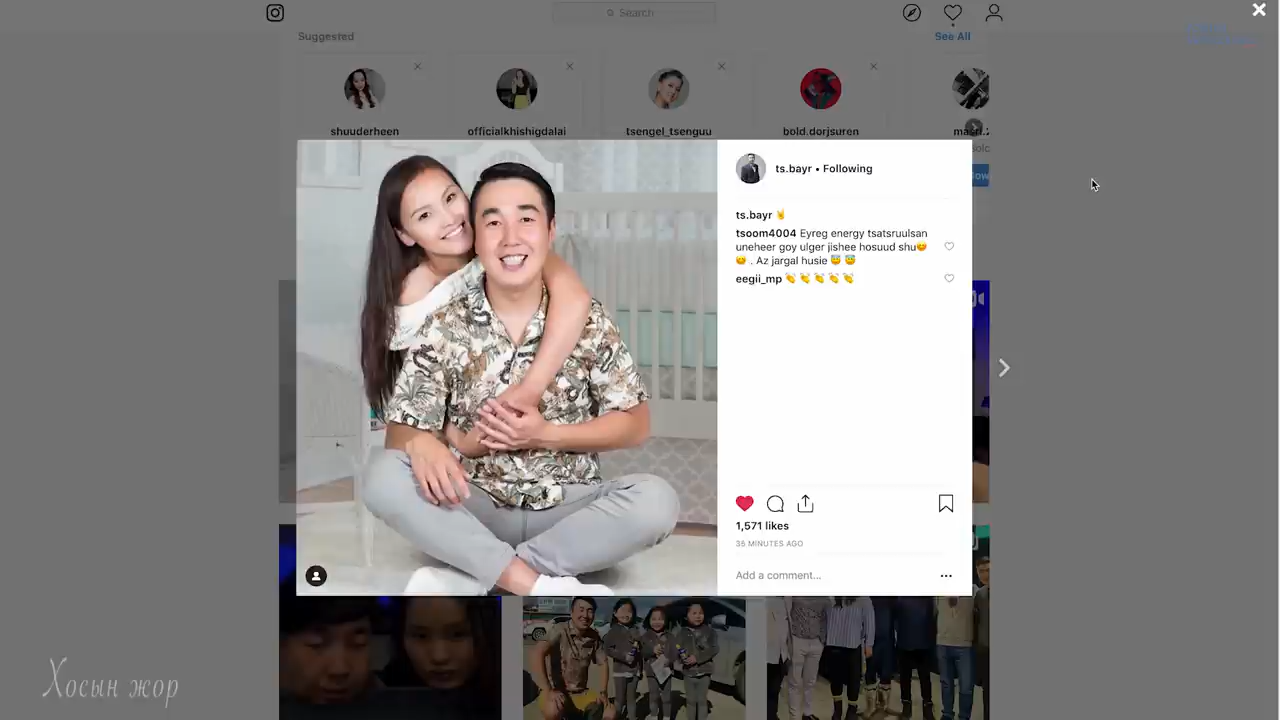 Search
Suggested
See All
shuuderheen
officialkhishigdalai
tsengel_tsenguu
bold.dorjsuren
ts.bayr • Following
ts.bayr 🤘
tsoom4004 Eyreg energy tsatsruulsan
uneheer goy ulger jishee hosuud shu😊
😊 . Az jargal husie 😇 😇
eegii_mp 👏 👏 👏 👏 👏
1,571 likes
35 MINUTES AGO
Add a comment...
Хосын жор